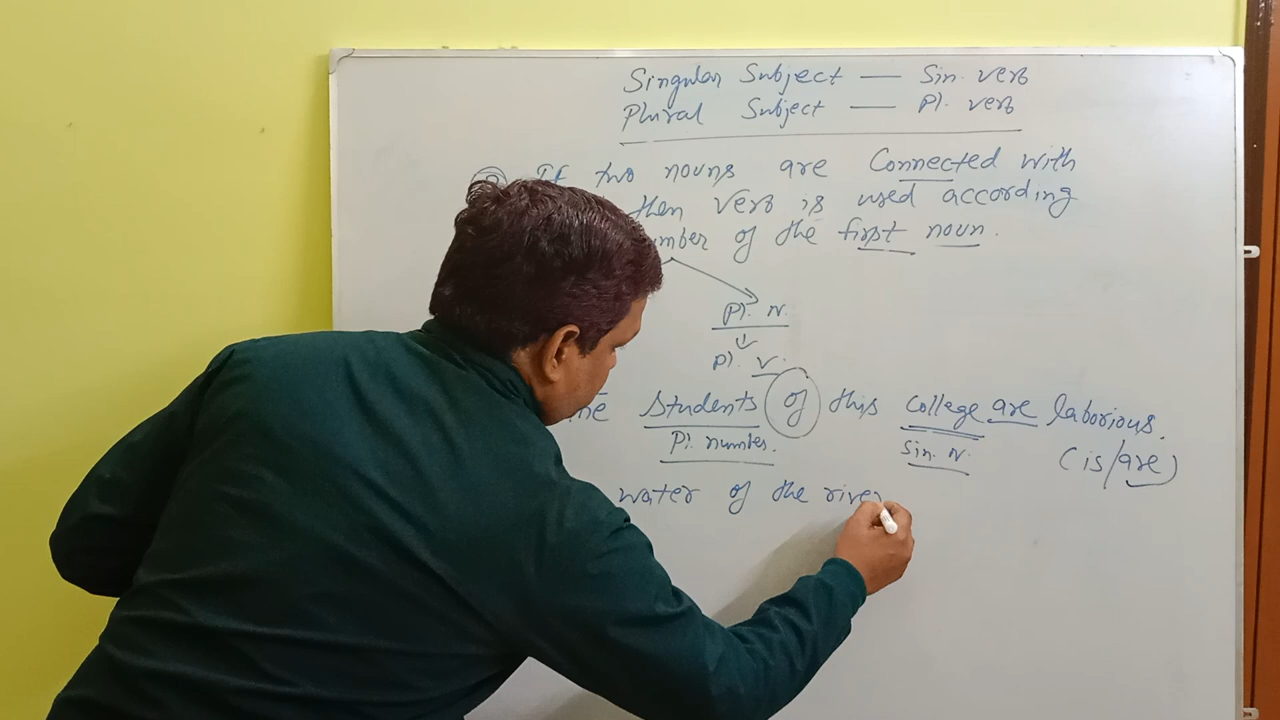 Singular Subject — Sin. verb
Plural Subject — Pl. verb
If two nouns are Connected with
then verb is used according
number of the first noun.
Pl. N.
Pl. V.
Students of this College are laborious.
Pl. number. Sin. N. (is/are)
water of the river